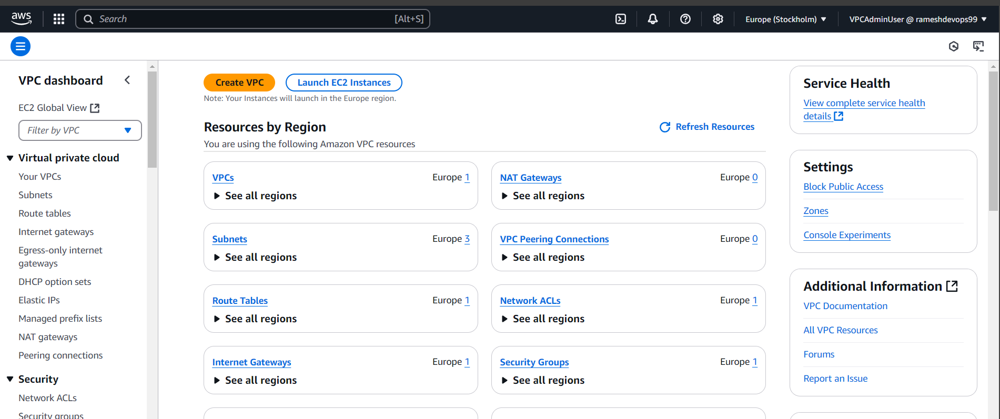 aws
Search
[Alt+S]
Europe (Stockholm)
VPCAdminUser @ rameshdevops99
VPC dashboard
EC2 Global View
Filter by VPC
Virtual private cloud
Your VPCs
Subnets
Route tables
Internet gateways
Egress-only internet
gateways
DHCP option sets
Elastic IPs
Managed prefix lists
NAT gateways
Peering connections
Security
Network ACLs
Security groups
Create VPC
Launch EC2 Instances
Note: Your Instances will launch in the Europe region.
Resources by Region
Refresh Resources
You are using the following Amazon VPC resources
VPCs
Europe 1
See all regions
NAT Gateways
Europe 0
See all regions
Subnets
Europe 3
See all regions
VPC Peering Connections
Europe 0
See all regions
Route Tables
Europe 1
See all regions
Network ACLs
Europe 1
See all regions
Internet Gateways
Europe 1
See all regions
Security Groups
Europe 1
See all regions
Service Health
View complete service health
details
Settings
Block Public Access
Zones
Console Experiments
Additional Information
VPC Documentation
All VPC Resources
Forums
Report an Issue